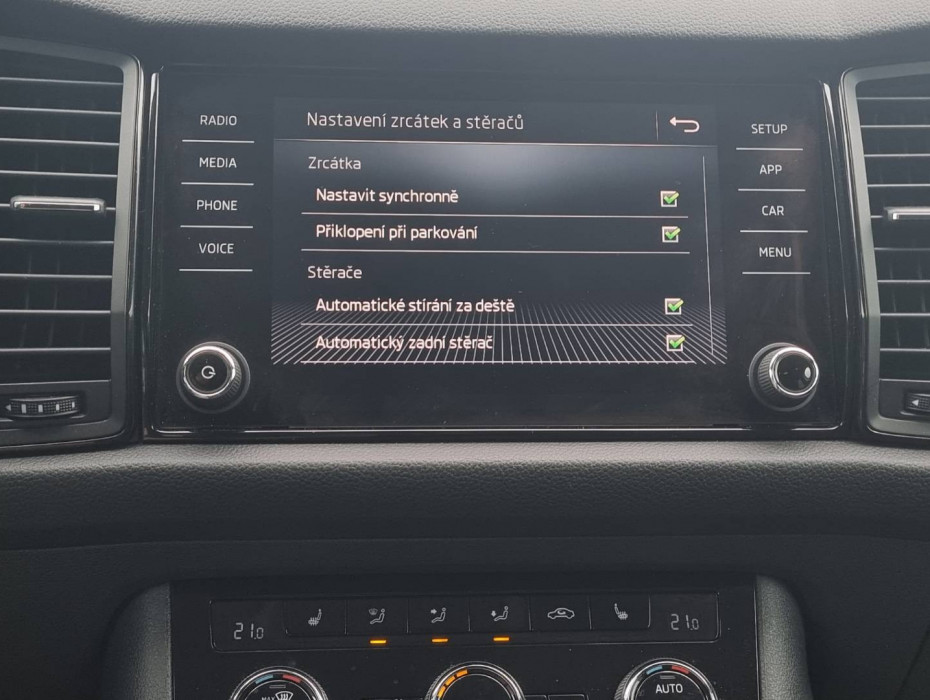 RADIO
MEDIA
PHONE
VOICE
Nastavení zrcátek a stěračů
Zrcátka
Nastavit synchronně
Přiklopení při parkování
Stěrače
Automatické stírání za deště
Automatický zadní stěrač
SETUP
APP
CAR
MENU
21.0
21.0
MAX
AUTO